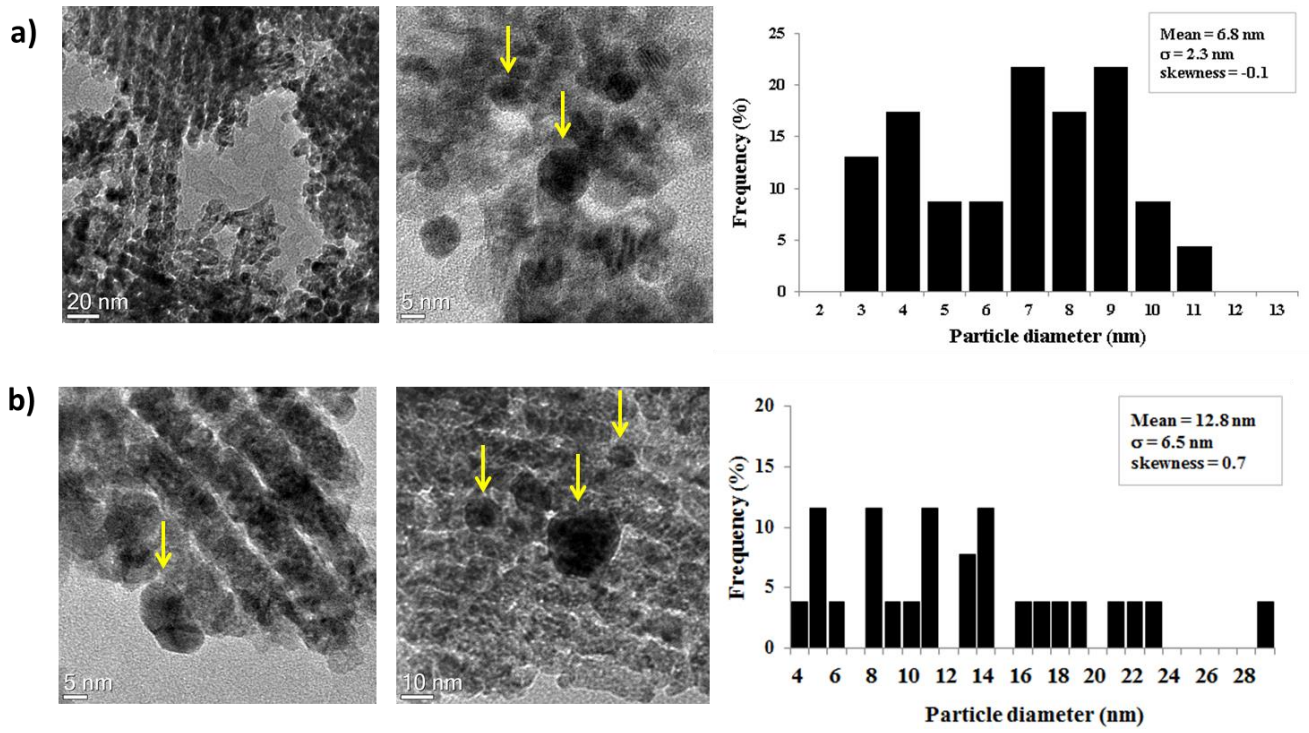 a)
20 nm
5 nm
25
20
15
10
5
0
Frequency (%)
2 3 4 5 6 7 8 9 10 11 12 13
Particle diameter (nm)
Mean = 6.8 nm
σ = 2.3 nm
skewness = -0.1
b)
5 nm
10 nm
20
15
10
5
0
Frequency (%)
4 6 8 10 12 14 16 18 20 22 24 26 28
Particle diameter (nm)
Mean = 12.8 nm
σ = 6.5 nm
skewness = 0.7